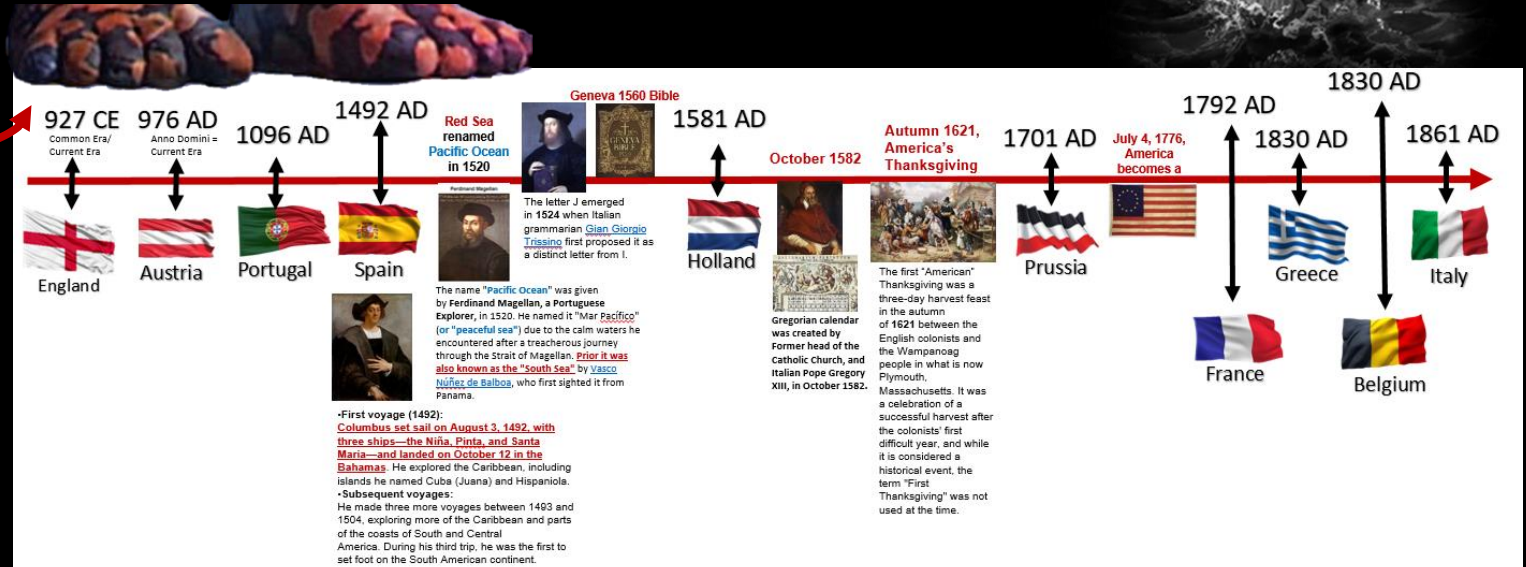 927 CE
Common Era/
Current Era
England
976 AD
Anno Domini =
Current Era
Austria
1096 AD
Portugal
1492 AD
Spain
•First voyage (1492):
Columbus set sail on August 3, 1492, with
three ships—the Niña, Pinta, and Santa
Maria—and landed on October 12 in the
Bahamas. He explored the Caribbean, including
islands he named Cuba (Juana) and Hispaniola.
•Subsequent voyages:
He made three more voyages between 1493 and
1504, exploring more of the Caribbean and parts
of the coasts of South and Central
America. During his third trip, he was the first to
set foot on the South American continent.
Red Sea
renamed
Pacific Ocean
in 1520
Ferdinand Magellan
The name "Pacific Ocean" was given
by Ferdinand Magellan, a Portuguese
Explorer, in 1520. He named it "Mar Pacífico"
(or "peaceful sea") due to the calm waters he
encountered after a treacherous journey
through the Strait of Magellan. Prior it was
also known as the "South Sea" by Vasco
Núñez de Balboa, who first sighted it from
Panama.
Geneva 1560 Bible
GENEVA
BIBLE
The letter J emerged
in 1524 when Italian
grammarian Gian Giorgio
Trissino first proposed it as
a distinct letter from I.
1581 AD
Holland
October 1582
Gregorian calendar
was created by
Former head of the
Catholic Church, and
Italian Pope Gregory
XIII, in October 1582.
Autumn 1621,
America's
Thanksgiving
The first "American"
Thanksgiving was a
three-day harvest feast
in the autumn
of 1621 between the
English colonists and
the Wampanoag
people in what is now
Plymouth,
Massachusetts. It was
a celebration of a
successful harvest after
the colonists' first
difficult year, and while
it is considered a
historical event, the
term "First
Thanksgiving" was not
used at the time.
1701 AD
Prussia
July 4, 1776,
America
becomes a
1792 AD
France
1830 AD
Greece
1830 AD
Belgium
1861 AD
Italy